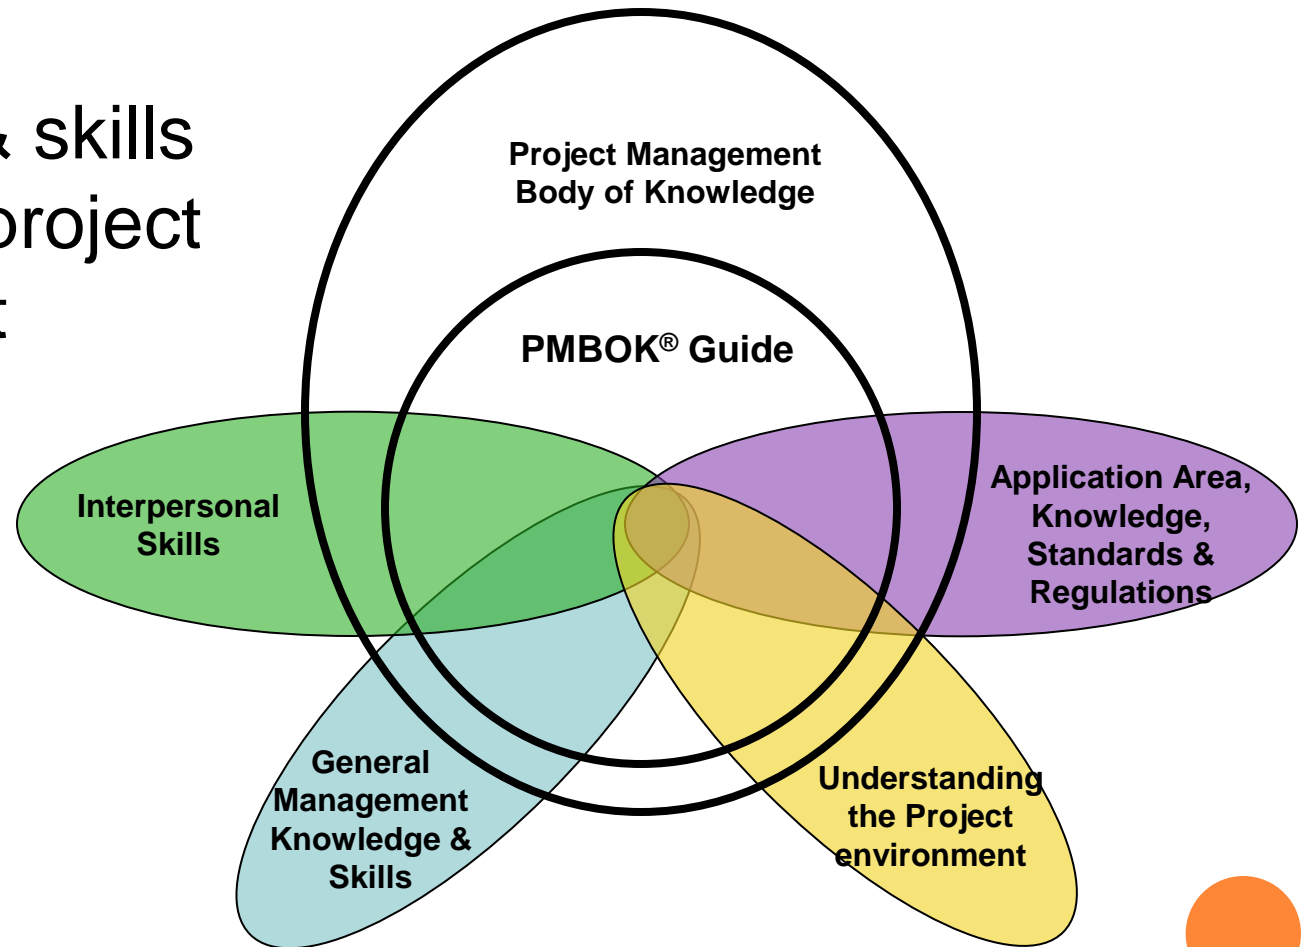 & skills
project
Project Management
Body of Knowledge
PMBOK® Guide
Interpersonal
Skills
Application Area,
Knowledge,
Standards &
Regulations
General
Management
Knowledge &
Skills
Understanding
the Project
environment